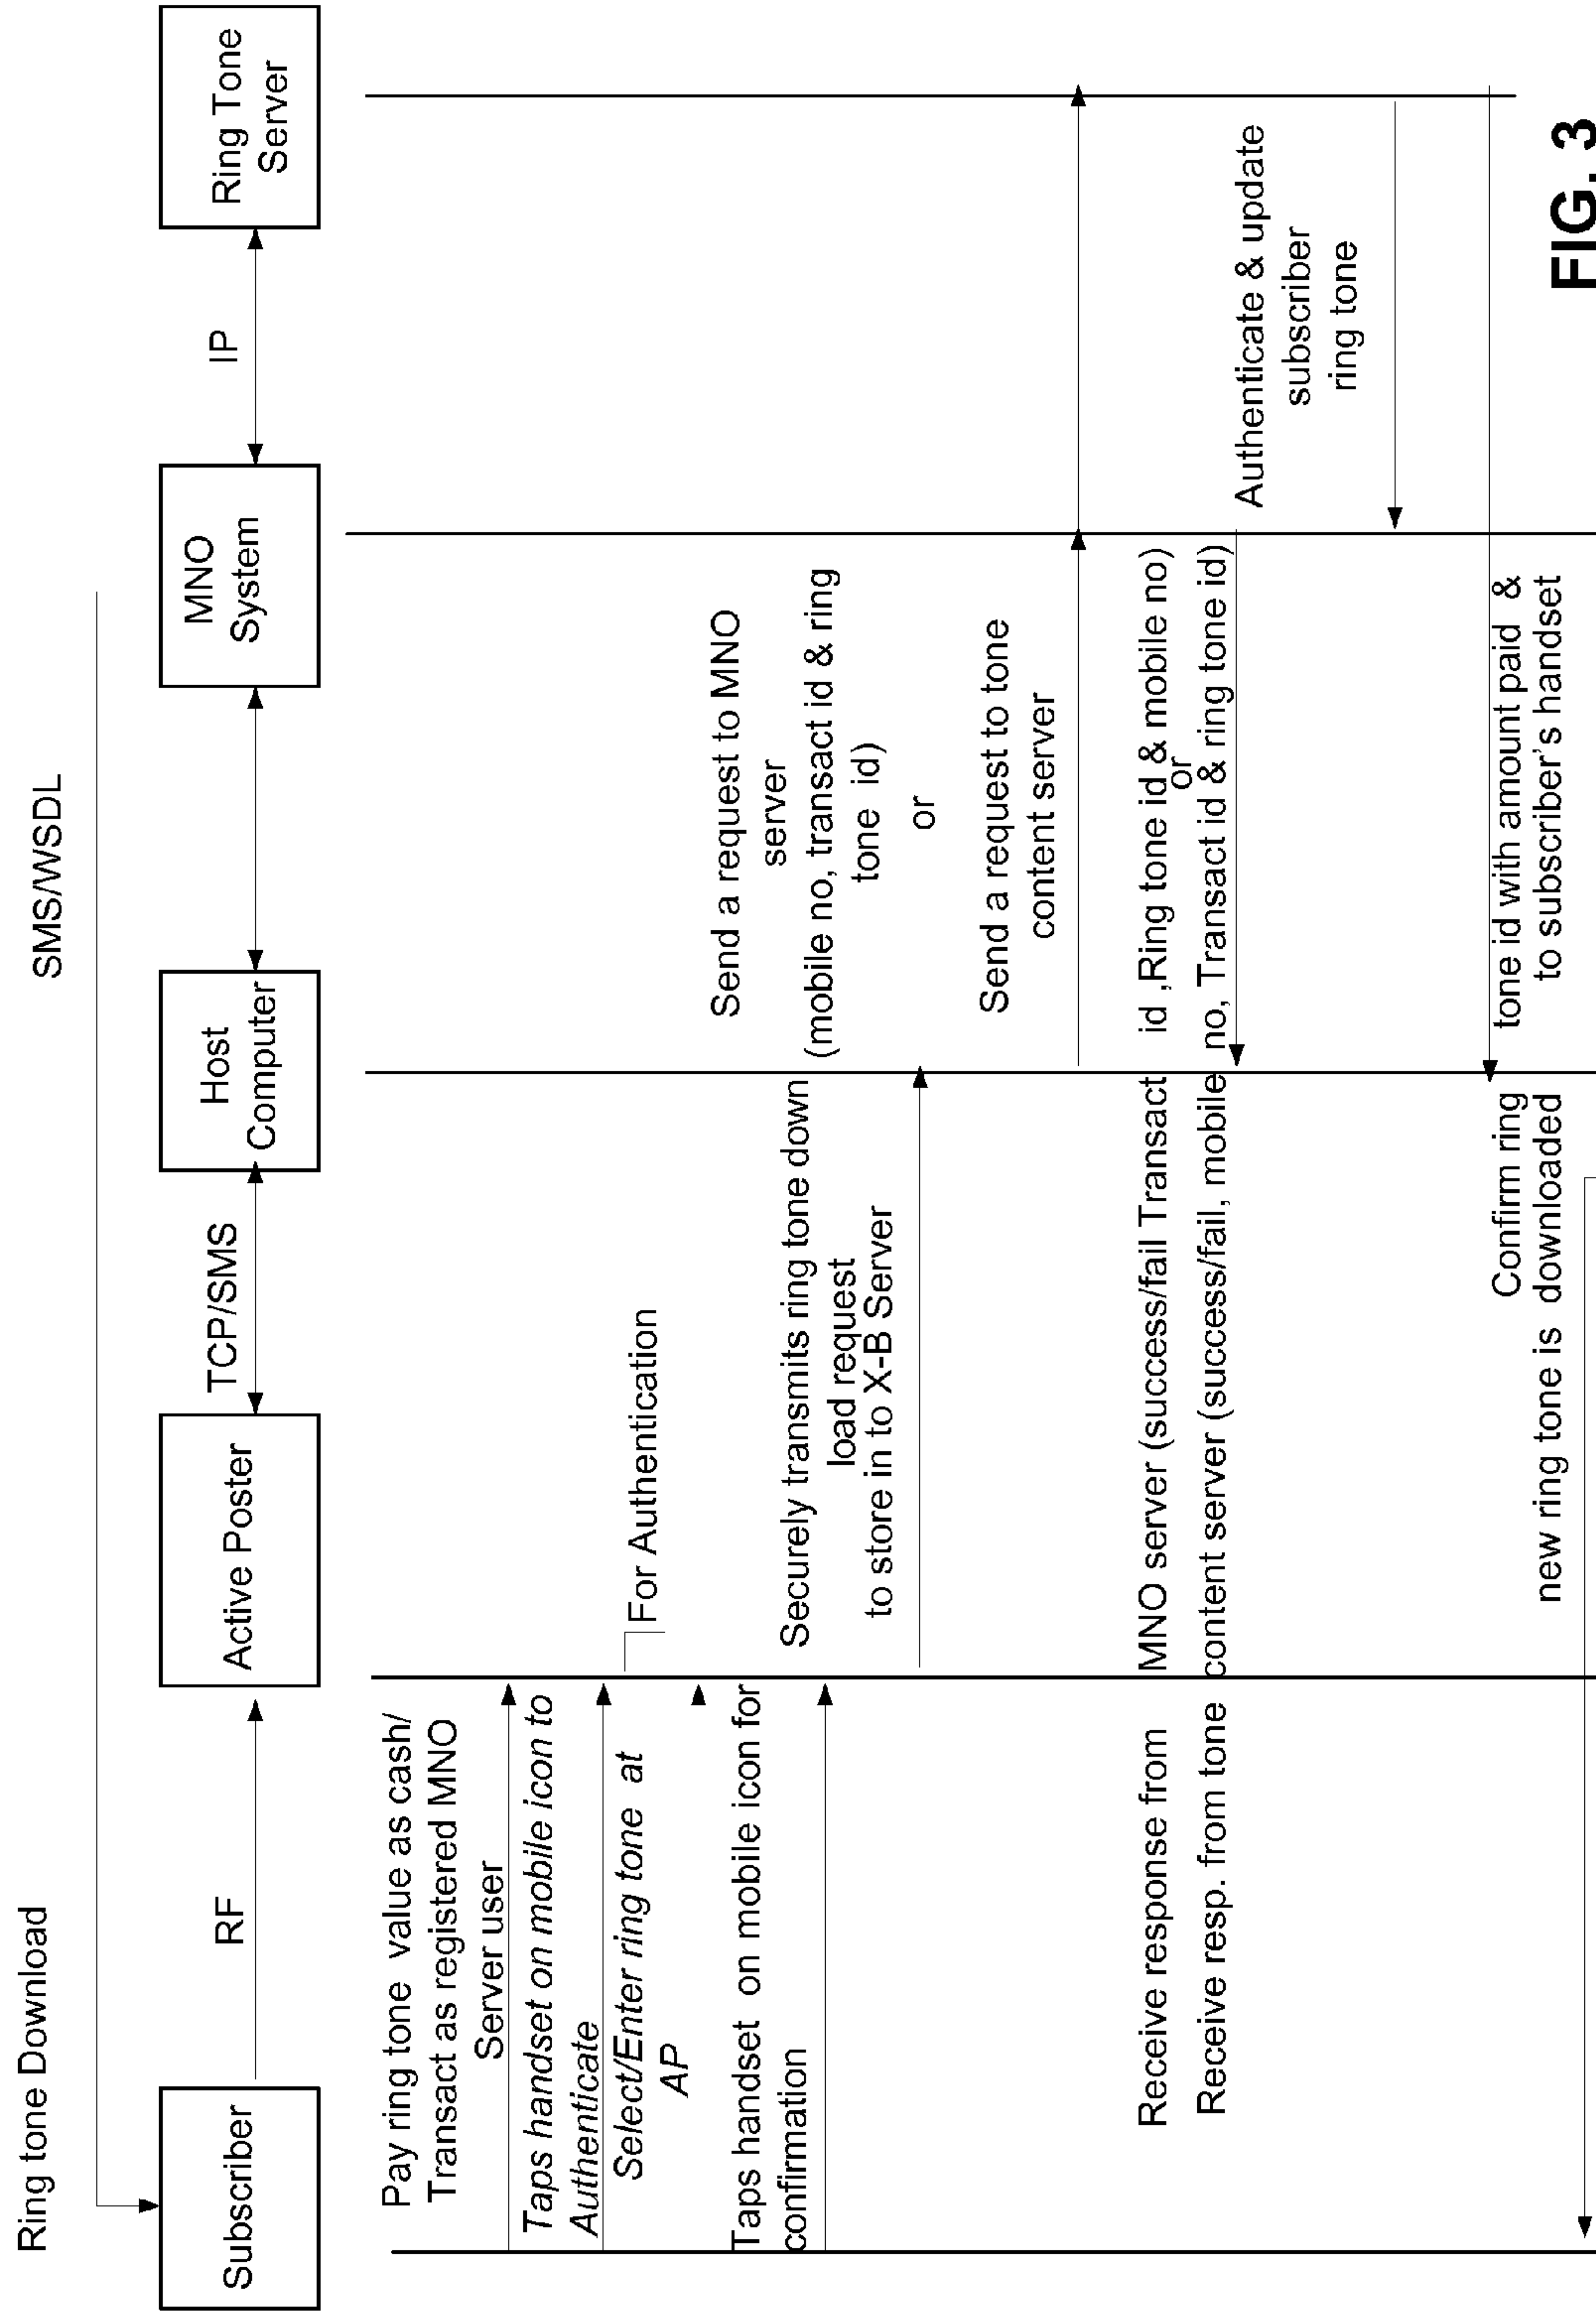 Ring tone Download
SMS/WSDL
Subscriber
RF
Active Poster
TCP/SMS
Host
Computer
MNO
System
IP
Ring Tone
Server
Pay ring tone value as cash/
Transact as registered MNO
Server user
Taps handset on mobile icon to
Authenticate
Select/Enter ring tone at
AP
For Authentication
Taps handset on mobile icon for
confirmation
Securely transmits ring tone down
load request
to store in to X-B Server
Send a request to MNO
server
(mobile no, transact id & ring
tone id)
or
Send a request to tone
content server
Receive response from MNO server (success/fail Transact id ,Ring tone id & mobile no)
or
Receive resp. from tone content server (success/fail, mobile no, Transact id & ring tone id)
Authenticate & update
subscriber
ring tone
Confirm ring tone id with amount paid &
new ring tone is downloaded to subscriber's handset
FIG. 3